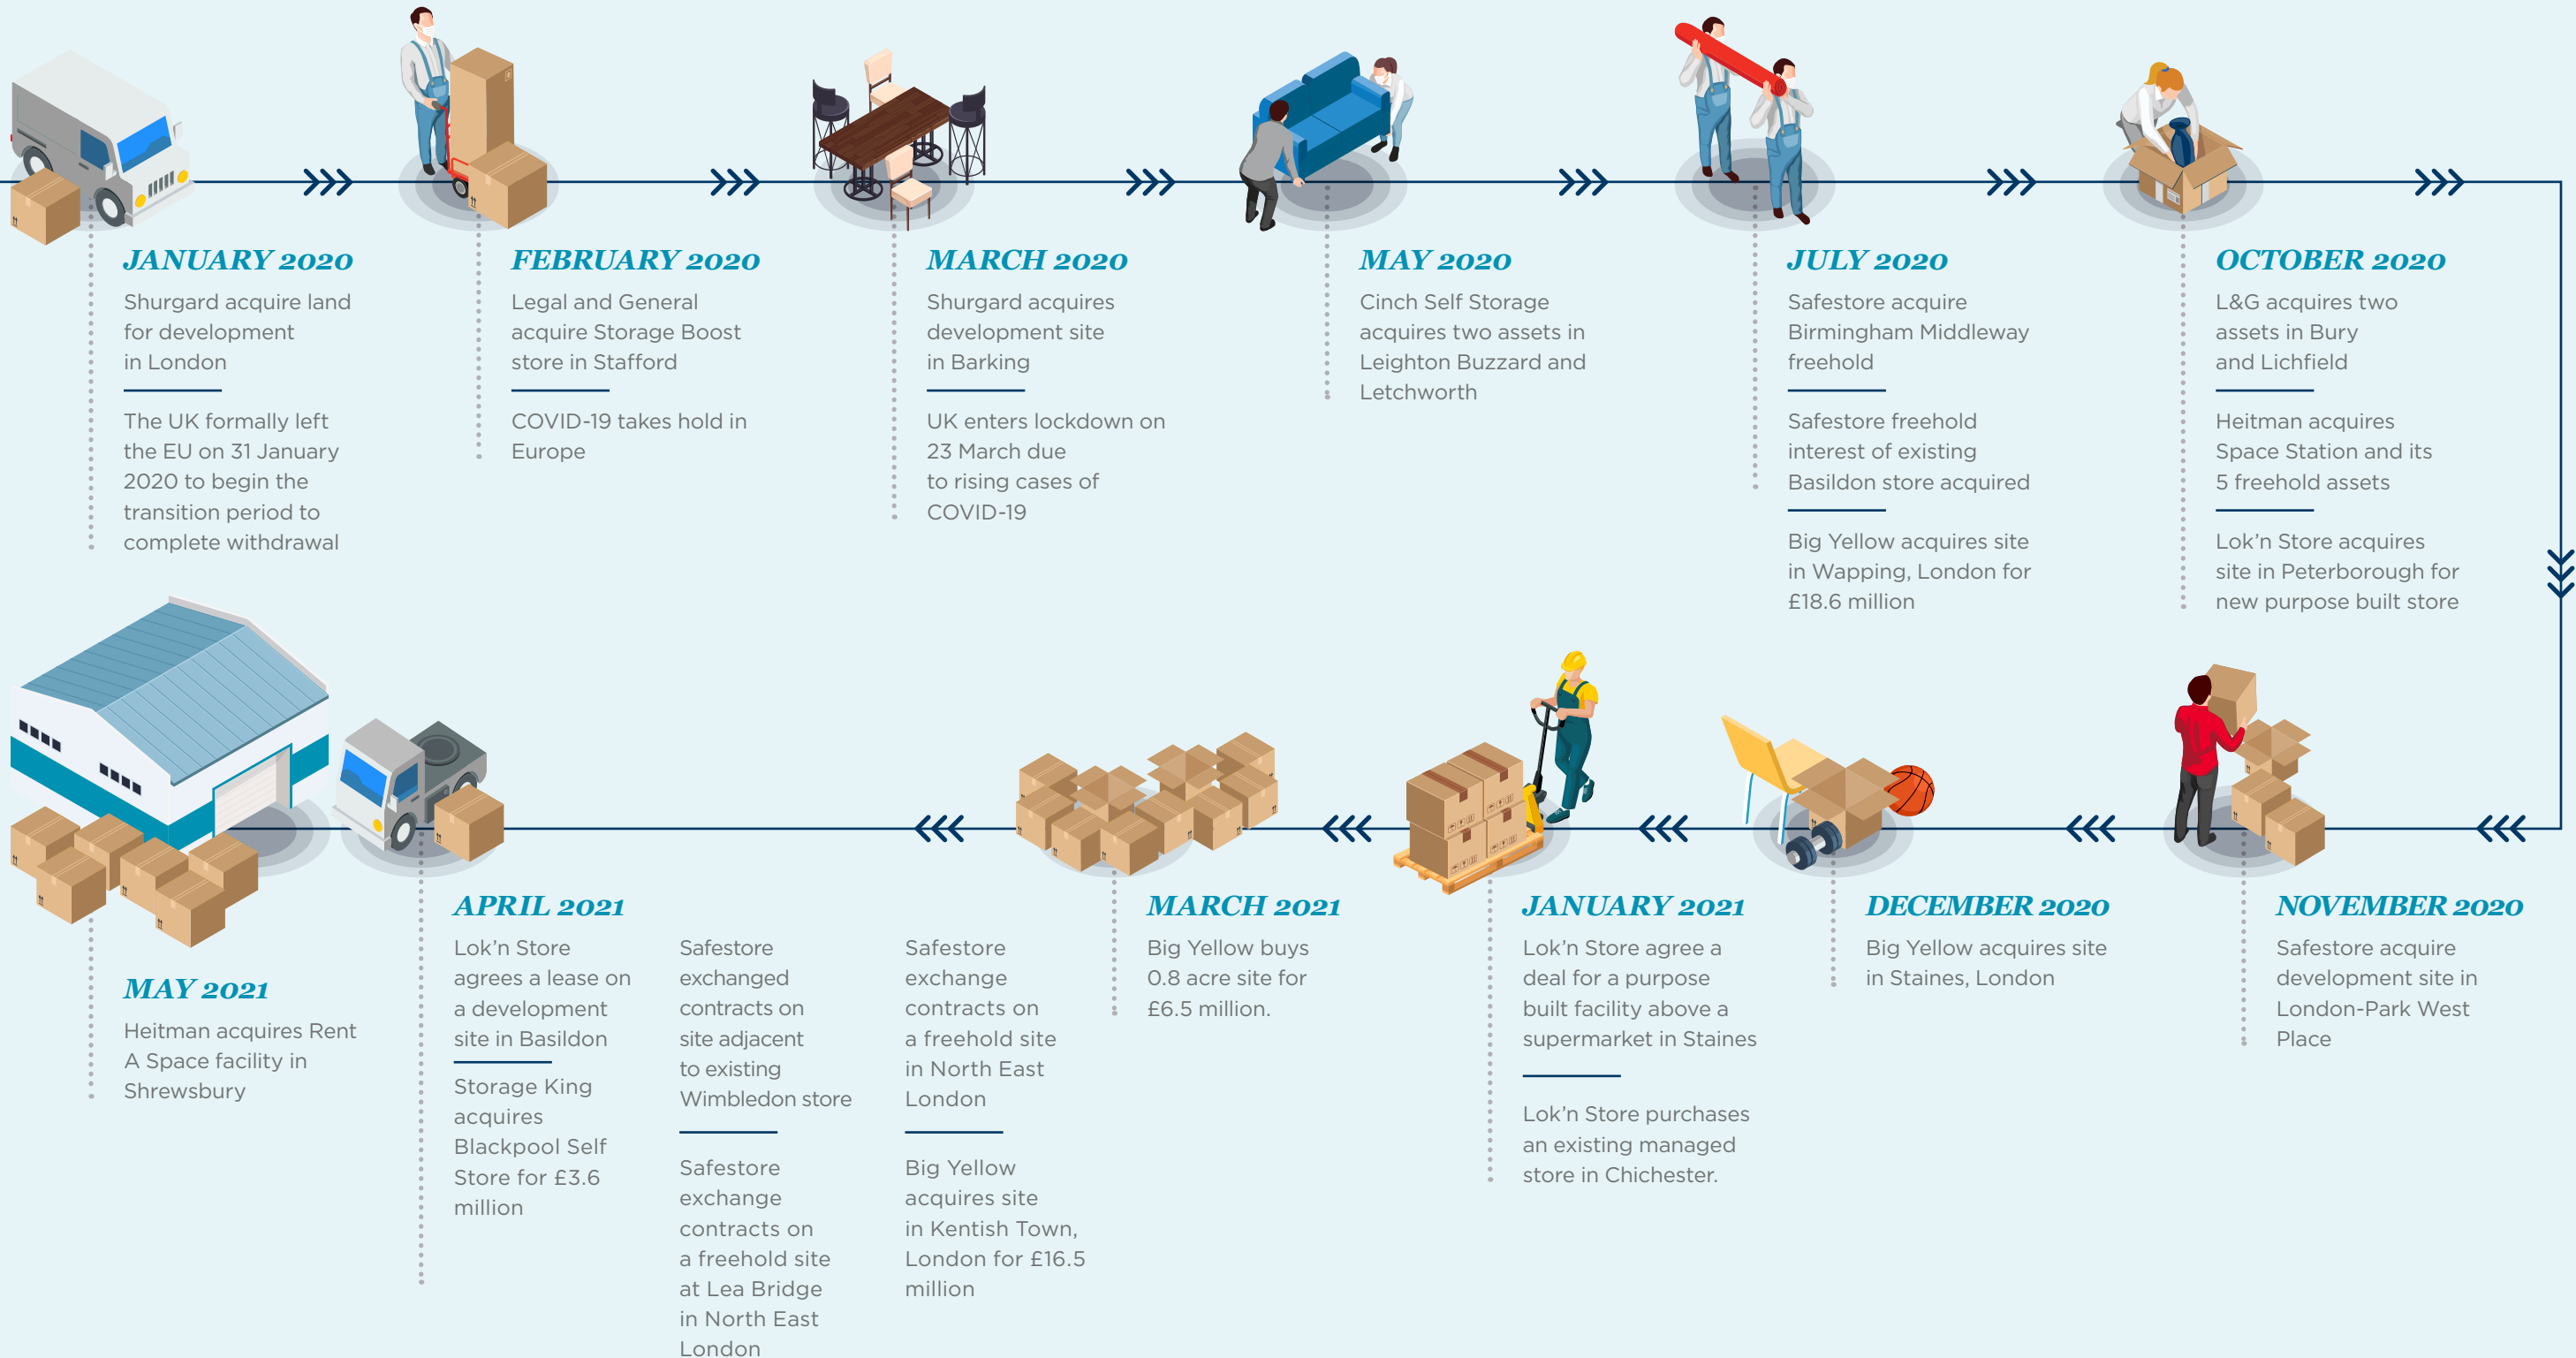 JANUARY 2020
Shurgard acquire land
for development
in London
The UK formally left
the EU on 31 January
2020 to begin the
transition period to
complete withdrawal
FEBRUARY 2020
Legal and General
acquire Storage Boost
store in Stafford
COVID-19 takes hold in
Europe
MARCH 2020
Shurgard acquires
development site
in Barking
UK enters lockdown on
23 March due
to rising cases of
COVID-19
MAY 2020
Cinch Self Storage
acquires two assets in
Leighton Buzzard and
Letchworth
JULY 2020
Safestore acquire
Birmingham Middleway
freehold
Safestore freehold
interest of existing
Basildon store acquired
Big Yellow acquires site
in Wapping, London for
£18.6 million
OCTOBER 2020
L&G acquires two
assets in Bury
and Lichfield
Heitman acquires
Space Station and its
5 freehold assets
Lok’n Store acquires
site in Peterborough for
new purpose built store
NOVEMBER 2020
Safestore acquire
development site in
London-Park West
Place
DECEMBER 2020
Big Yellow acquires site
in Staines, London
JANUARY 2021
Lok’n Store agree a
deal for a purpose
built facility above a
supermarket in Staines
Lok’n Store purchases
an existing managed
store in Chichester.
MARCH 2021
Big Yellow buys
0.8 acre site for
£6.5 million.
APRIL 2021
Lok’n Store
agrees a lease on
a development
site in Basildon
Storage King
acquires
Blackpool Self
Store for £3.6
million
Safestore
exchanged
contracts on
site adjacent
to existing
Wimbledon store
Safestore
exchange
contracts on
a freehold site
at Lea Bridge
in North East
London
Safestore
exchange
contracts on
a freehold site
in North East
London
Big Yellow
acquires site
in Kentish Town,
London for £16.5
million
MAY 2021
Heitman acquires Rent
A Space facility in
Shrewsbury